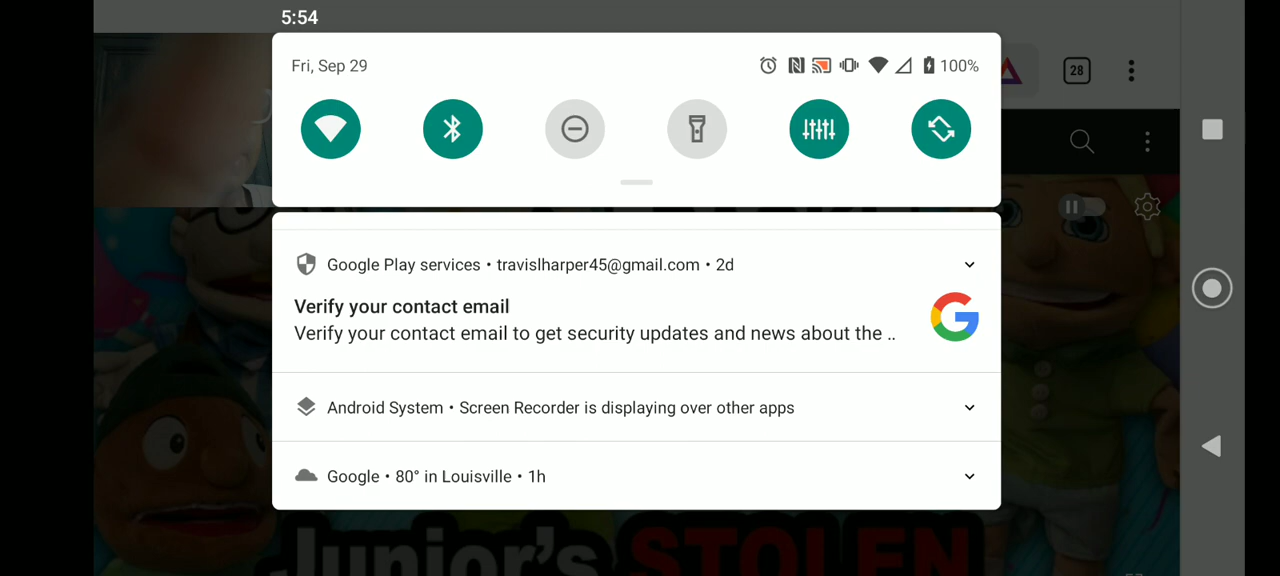 5:54
Fri, Sep 29
100%
28
Google Play services • travislharper45@gmail.com • 2d
Verify your contact email
Verify your contact email to get security updates and news about the ..
Android System • Screen Recorder is displaying over other apps
Google • 80° in Louisville • 1h
Junior's STOLEN